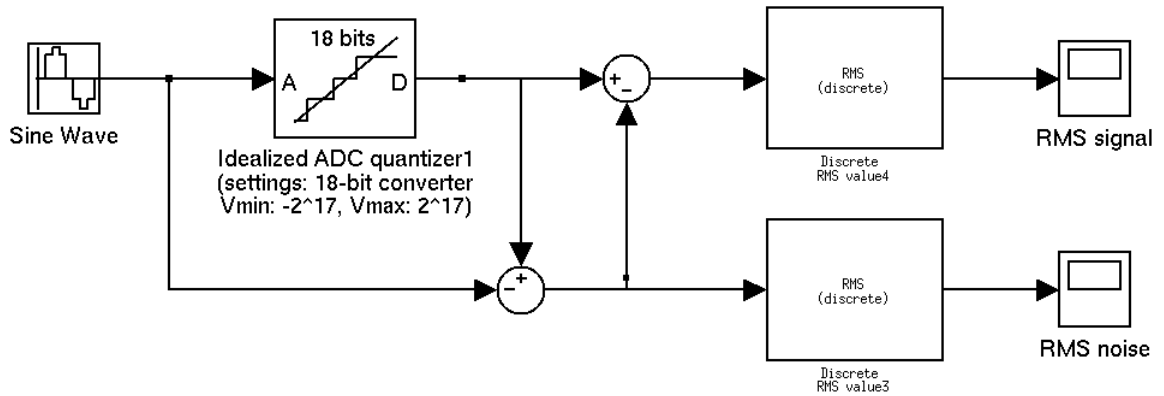 18 bits
A
D
Sine Wave
Idealized ADC quantizer1
(settings: 18-bit converter
Vmin: -2^17, Vmax: 2^17)
+
−
RMS
(discrete)
Discrete
RMS value4
RMS signal
−
+
RMS
(discrete)
Discrete
RMS value3
RMS noise